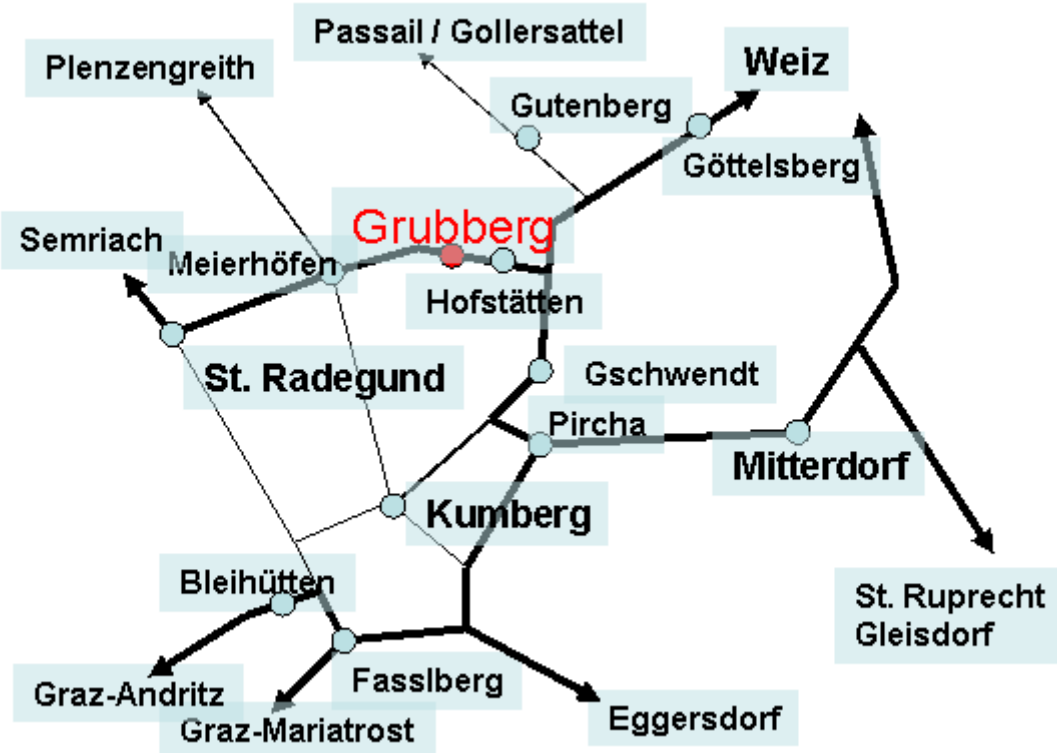 Passail / Gollersattel
Plenzengreith
Weiz
Gutenberg
Göttelsberg
Grubberg
Semriach
Meierhöfen
Hofstätten
St. Radegund
Gschwendt
Pircha
Mitterdorf
Kumberg
Bleihütten
St. Ruprecht
Gleisdorf
Graz-Andritz
Fasslberg
Graz-Mariatrost
Eggersdorf